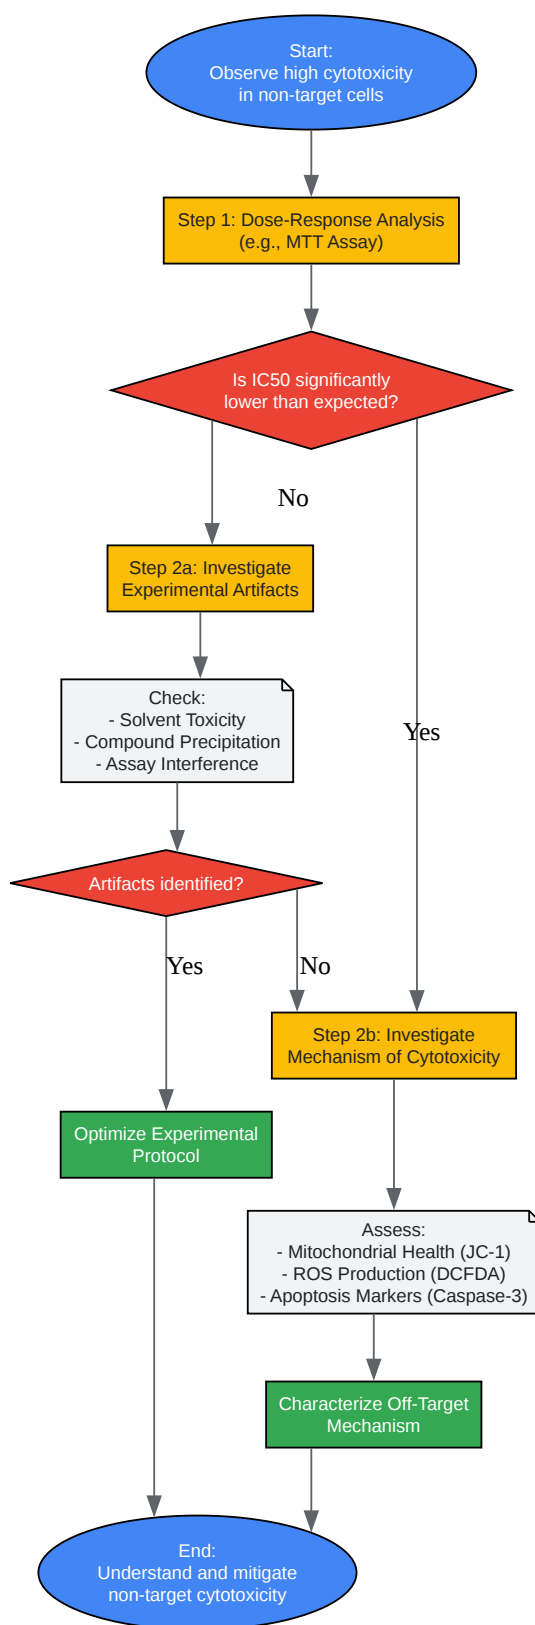 Start:
Observe high cytotoxicity
in non-target cells
Step 1: Dose-Response Analysis
(e.g., MTT Assay)
Is IC50 significantly
lower than expected?
No
Step 2a: Investigate
Experimental Artifacts
Check:
- Solvent Toxicity
- Compound Precipitation
- Assay Interference
Yes
Artifacts identified?
Yes
No
Step 2b: Investigate
Mechanism of Cytotoxicity
Optimize Experimental
Protocol
Assess:
- Mitochondrial Health (JC-1)
- ROS Production (DCFDA)
- Apoptosis Markers (Caspase-3)
Characterize Off-Target
Mechanism
End:
Understand and mitigate
non-target cytotoxicity